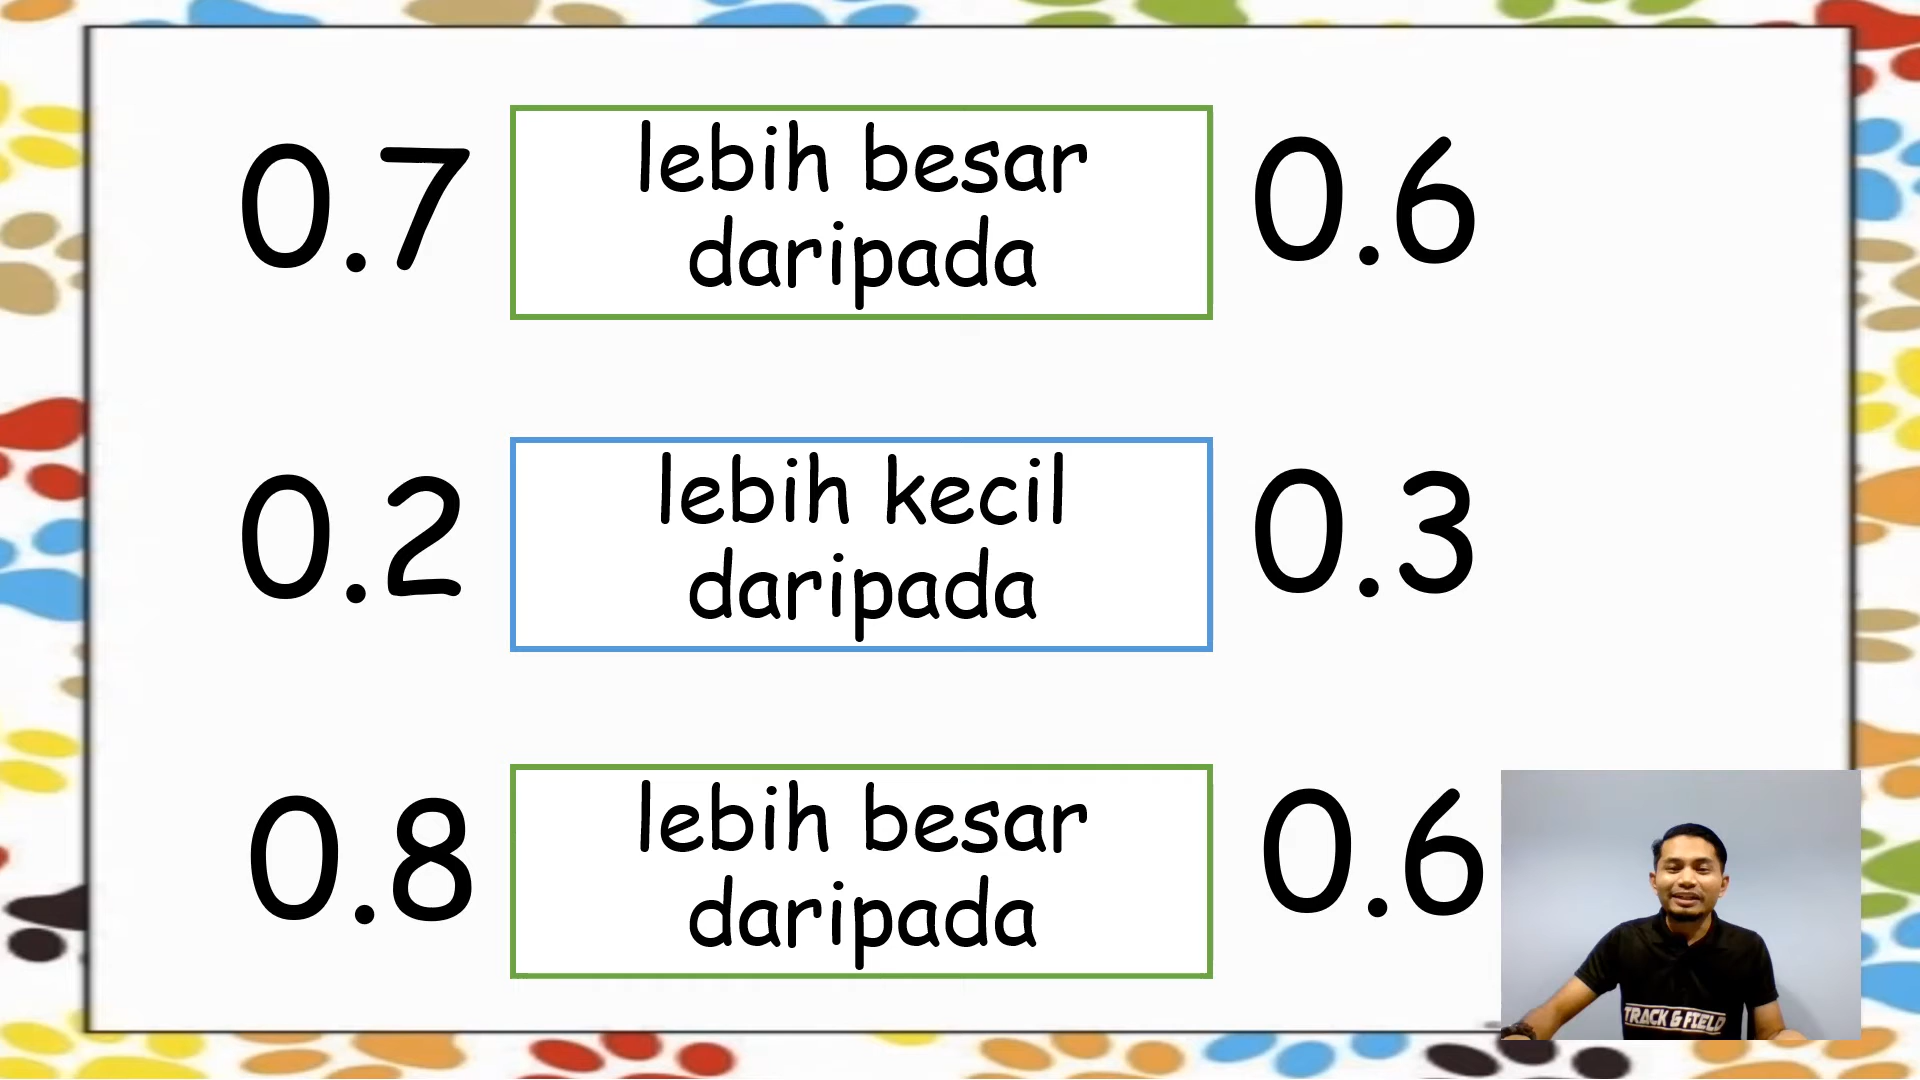 0.7 lebih besar daripada 0.6
0.2 lebih kecil daripada 0.3
0.8 lebih besar daripada 0.6
TRACK & FIELD